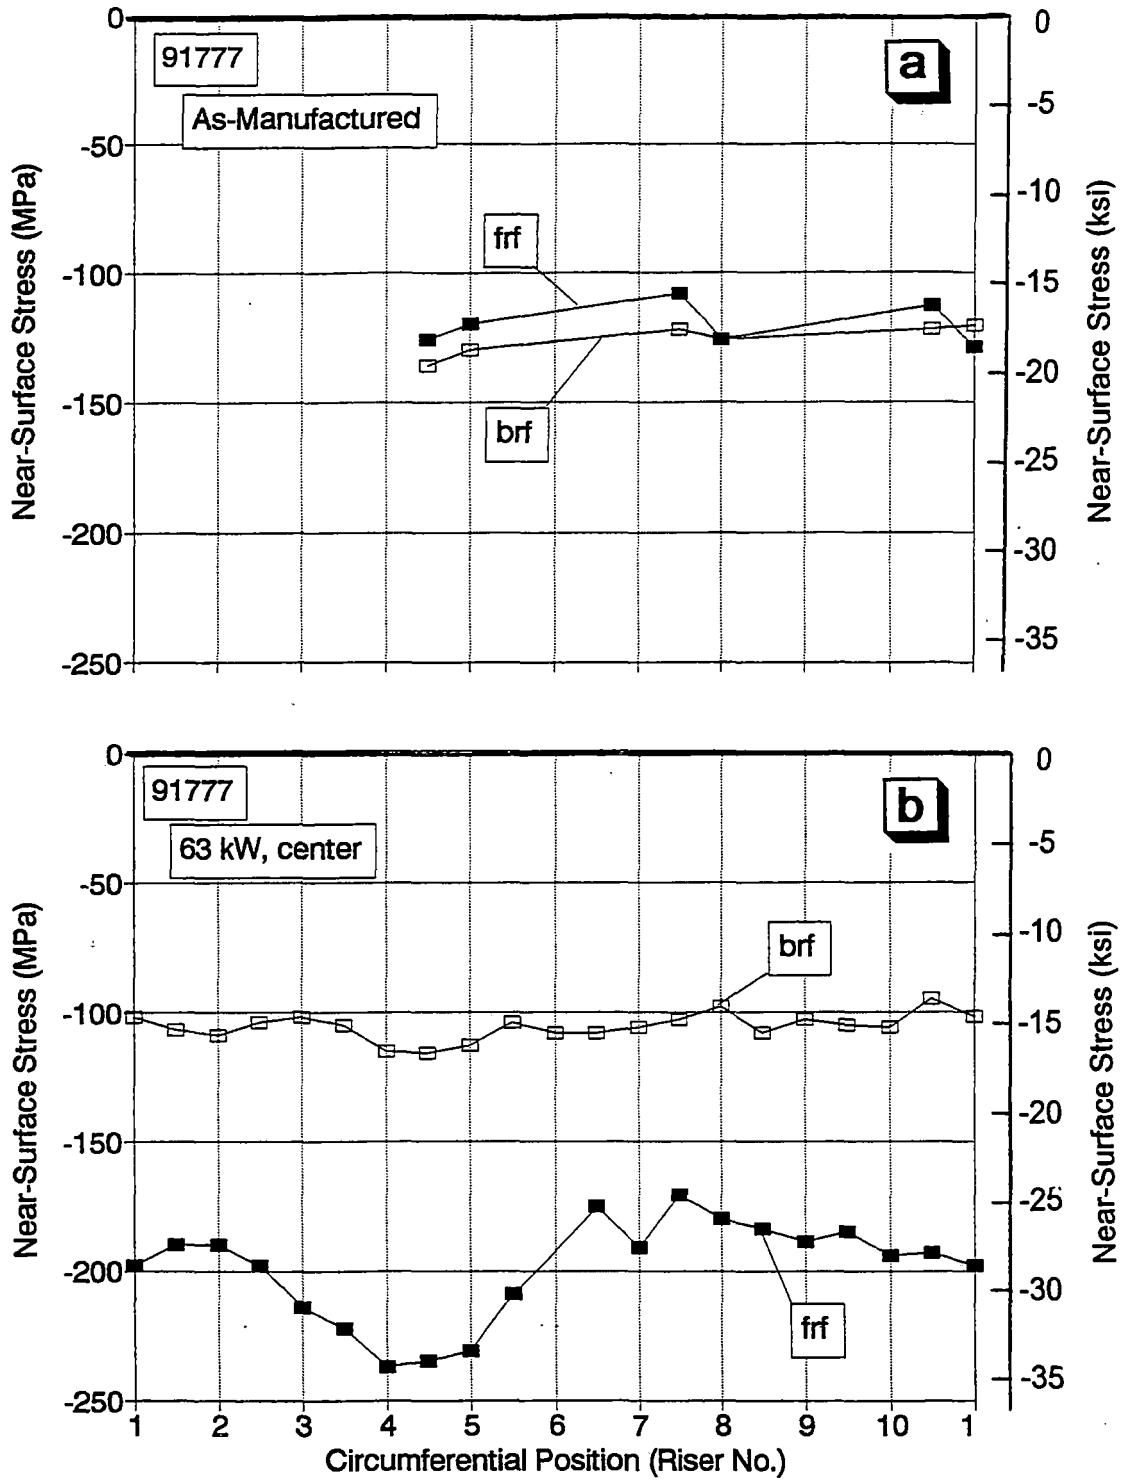 91777
a
As-Manufactured
frf
brf
0
-50
-100
-150
-200
-250
Near-Surface Stress (MPa)
0
-5
-10
-15
-20
-25
-30
-35
Near-Surface Stress (ksi)
91777
b
63 kW, center
brf
frf
0
-50
-100
-150
-200
-250
Near-Surface Stress (MPa)
0
-5
-10
-15
-20
-25
-30
-35
Near-Surface Stress (ksi)
1 2 3 4 5 6 7 8 9 10 1
Circumferential Position (Riser No.)